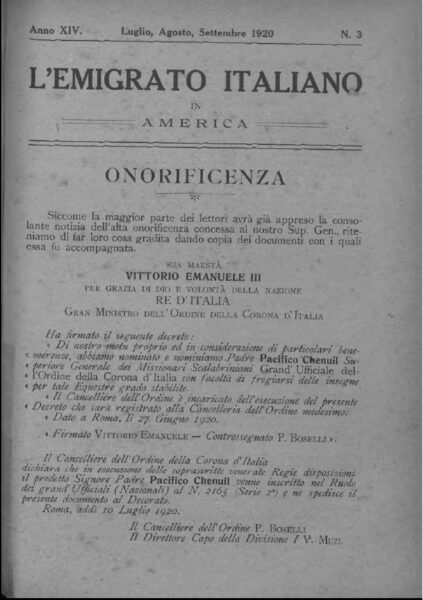 Anno XIV. Luglio, Agosto, Settembre 1920 N. 3
L'EMIGRATO ITALIANO
IN
AMERICA
ONORIFICENZA
Siccome la maggior parte dei lettori avrà già appreso la conso-
lante notizia dell'alta onorificenza concessa al nostro Sup. Gen., rite-
niamo di far loro cosa gradita dando copia dei documenti con i quali
essa fu accompagnata.
SUA MAESTÀ
VITTORIO EMANUELE III
PER GRAZIA DI DIO E VOLONTÀ DELLA NAZIONE
RE D'ITALIA
GRAN MINISTRO DELL'ORDINE DELLA CORONA D'ITALIA
Ha firmato il seguente decreto:
« Di nostro motu proprio ed in considerazione di particolari bene-
« merenze, abbiamo nominato e nominiamo Padre Pacifico Chenuil Su-
« periore Generale dei Missionari Scalabriniani Grand' Ufficiale del-
« l'Ordine della Corona d'Italia con facoltà di fregiarsi delle insegne
« per tale Equestre grado stabilite.
« Il Cancelliere dell'Ordine è incaricato dell'esecuzione del presente
« Decreto che sarà registrato alla Cancelleria dell'Ordine medesimo:
« Dato a Roma, li 27 Giugno 1920.
« Firmato VITTORIO EMANUELE — Controsegnato P. BOSELLI ».
Il Cancelliere dell'Ordine della Corona d'Italia
dichiara che in esecuzione delle soprascritte venerate Regie disposizioni
il predetto Signore Padre Pacifico Chenuil venne inscritto nel Ruolo
dei grand'Ufficiali (Nazionali) al N. 2165 (Serie 2ª) e ne spedisce il
presente documento al Decorato.
Roma, addì 10 Luglio 1920.
Il Cancelliere dell'Ordine P. BOSELLI
Il Direttore Capo della Divisione I Vª. MUZI.